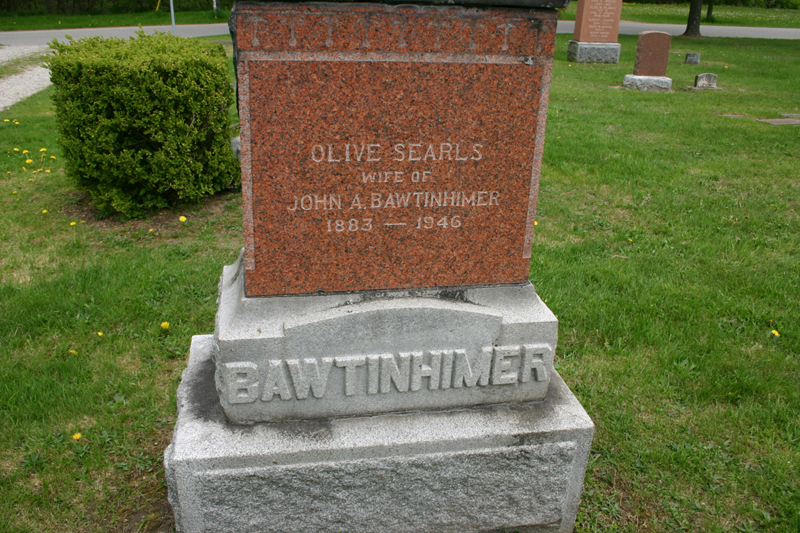 OLIVE SEARLS
WIFE OF
JOHN A. BAWTINHIMER
1883 — 1946
BAWTINHIMER